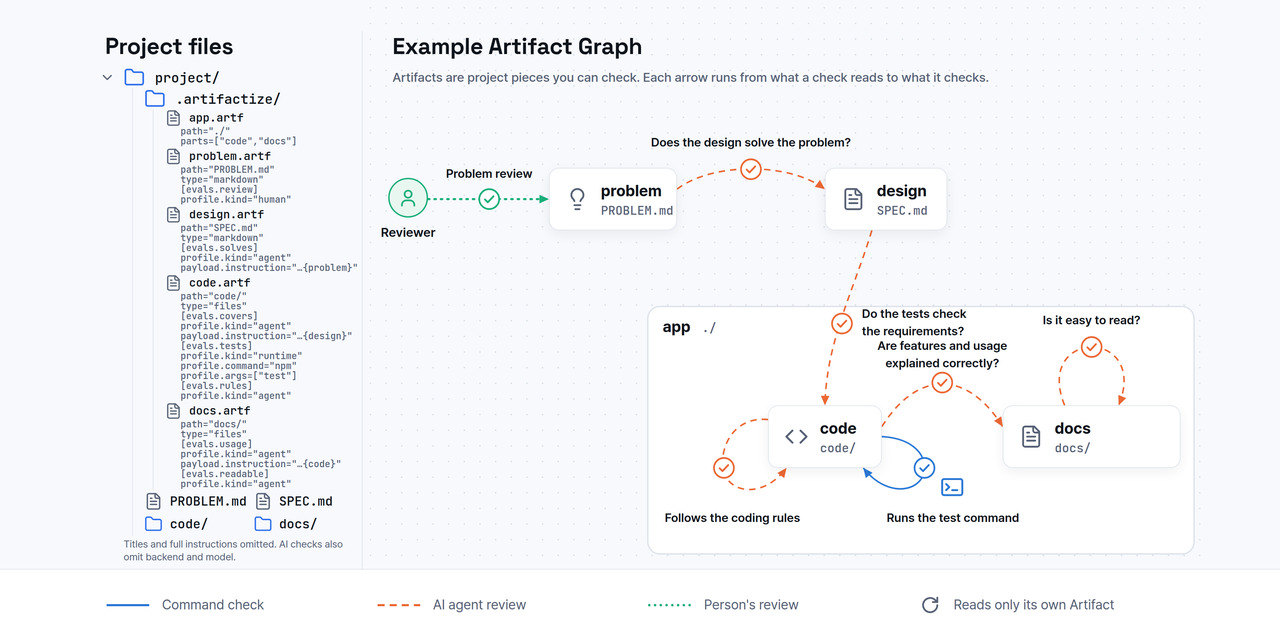 Project files
project/
.artifactize/
app.artf
path="./"
parts=["code","docs"]
problem.artf
path="PROBLEM.md"
type="markdown"
[evals.review]
profile.kind="human"
design.artf
path="SPEC.md"
type="markdown"
[evals.solves]
profile.kind="agent"
payload.instruction="…{problem}"
code.artf
path="code/"
type="files"
[evals.covers]
profile.kind="agent"
payload.instruction="…{design}"
[evals.tests]
profile.kind="runtime"
profile.command="npm"
profile.args=["test"]
[evals.rules]
profile.kind="agent"
docs.artf
path="docs/"
type="files"
[evals.usage]
profile.kind="agent"
payload.instruction="…{code}"
[evals.readable]
profile.kind="agent"
PROBLEM.md SPEC.md
code/ docs/
Titles and full instructions omitted. AI checks also
omit backend and model.
Example Artifact Graph
Artifacts are project pieces you can check. Each arrow runs from what a check reads to what it checks.
Does the design solve the problem?
Problem review
Reviewer
problem
PROBLEM.md
design
SPEC.md
app ./
Do the tests check
the requirements?
Is it easy to read?
Are features and usage
explained correctly?
code
code/
docs
docs/
Follows the coding rules
Runs the test command
Command check
AI agent review
Person's review
Reads only its own Artifact